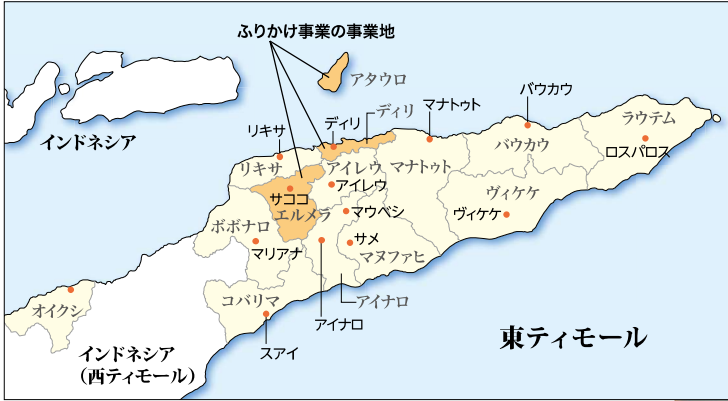 ふりかけ事業の事業地
アタウロ
インドネシア
リキサ
ディリ
ディリ
マナトゥト
バウカウ
ラウテム
リキサ
アイレウ
マナトゥト
バウカウ
ロスパロス
アイレウ
サココ
エルメラ
マウベシ
ヴィケケ
ヴィケケ
ボボナロ
マリアナ
サメ
マヌファヒ
オイクシ
コバリマ
アイナロ
アイナロ
スアイ
インドネシア
（西ティモール）
東ティモール